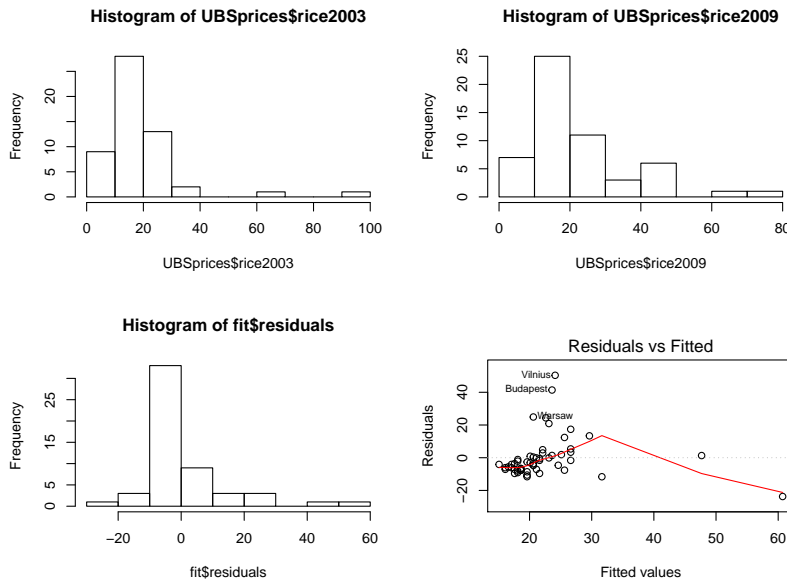 Histogram of UBSprices$rice2003
Frequency
0 5 10 20
0 20 40 60 80 100
UBSprices$rice2003
Histogram of UBSprices$rice2009
Frequency
0 5 10 15 20 25
0 20 40 60 80
UBSprices$rice2009
Histogram of fit$residuals
Frequency
0 5 10 20
−20 0 20 40 60
fit$residuals
Residuals vs Fitted
Residuals
−20 0 20 40
Vilnius
Budapest
Warsaw
20 30 40 50 60
Fitted values